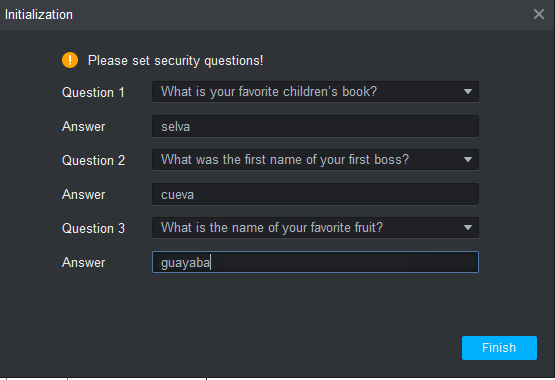 Initialization
Please set security questions!
Question 1 What is your favorite children's book?
Answer selva
Question 2 What was the first name of your first boss?
Answer cueva
Question 3 What is the name of your favorite fruit?
Answer guayaba
Finish